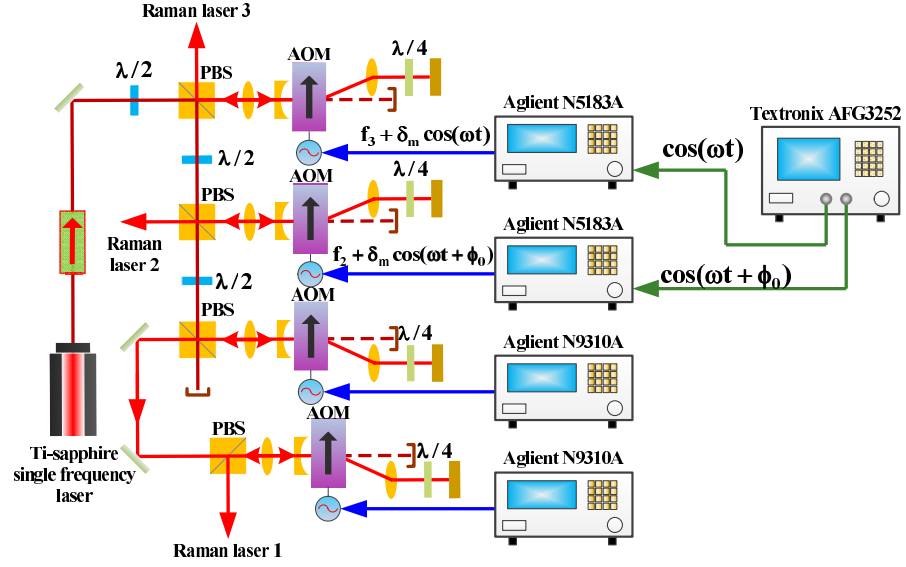 Raman laser 3
λ/2
PBS
AOM
λ/4
Aglient N5183A
Textronix AFG3252
f₃ + δₘ cos(ωt)
cos(ωt)
λ/2
PBS
AOM
λ/4
Raman
laser 2
Aglient N5183A
f₂ + δₘ cos(ωt + ϕ₀)
cos(ωt + ϕ₀)
λ/2
PBS
AOM
λ/4
Aglient N9310A
PBS
AOM
λ/4
Aglient N9310A
Ti-sapphire
single frequency
laser
Raman laser 1